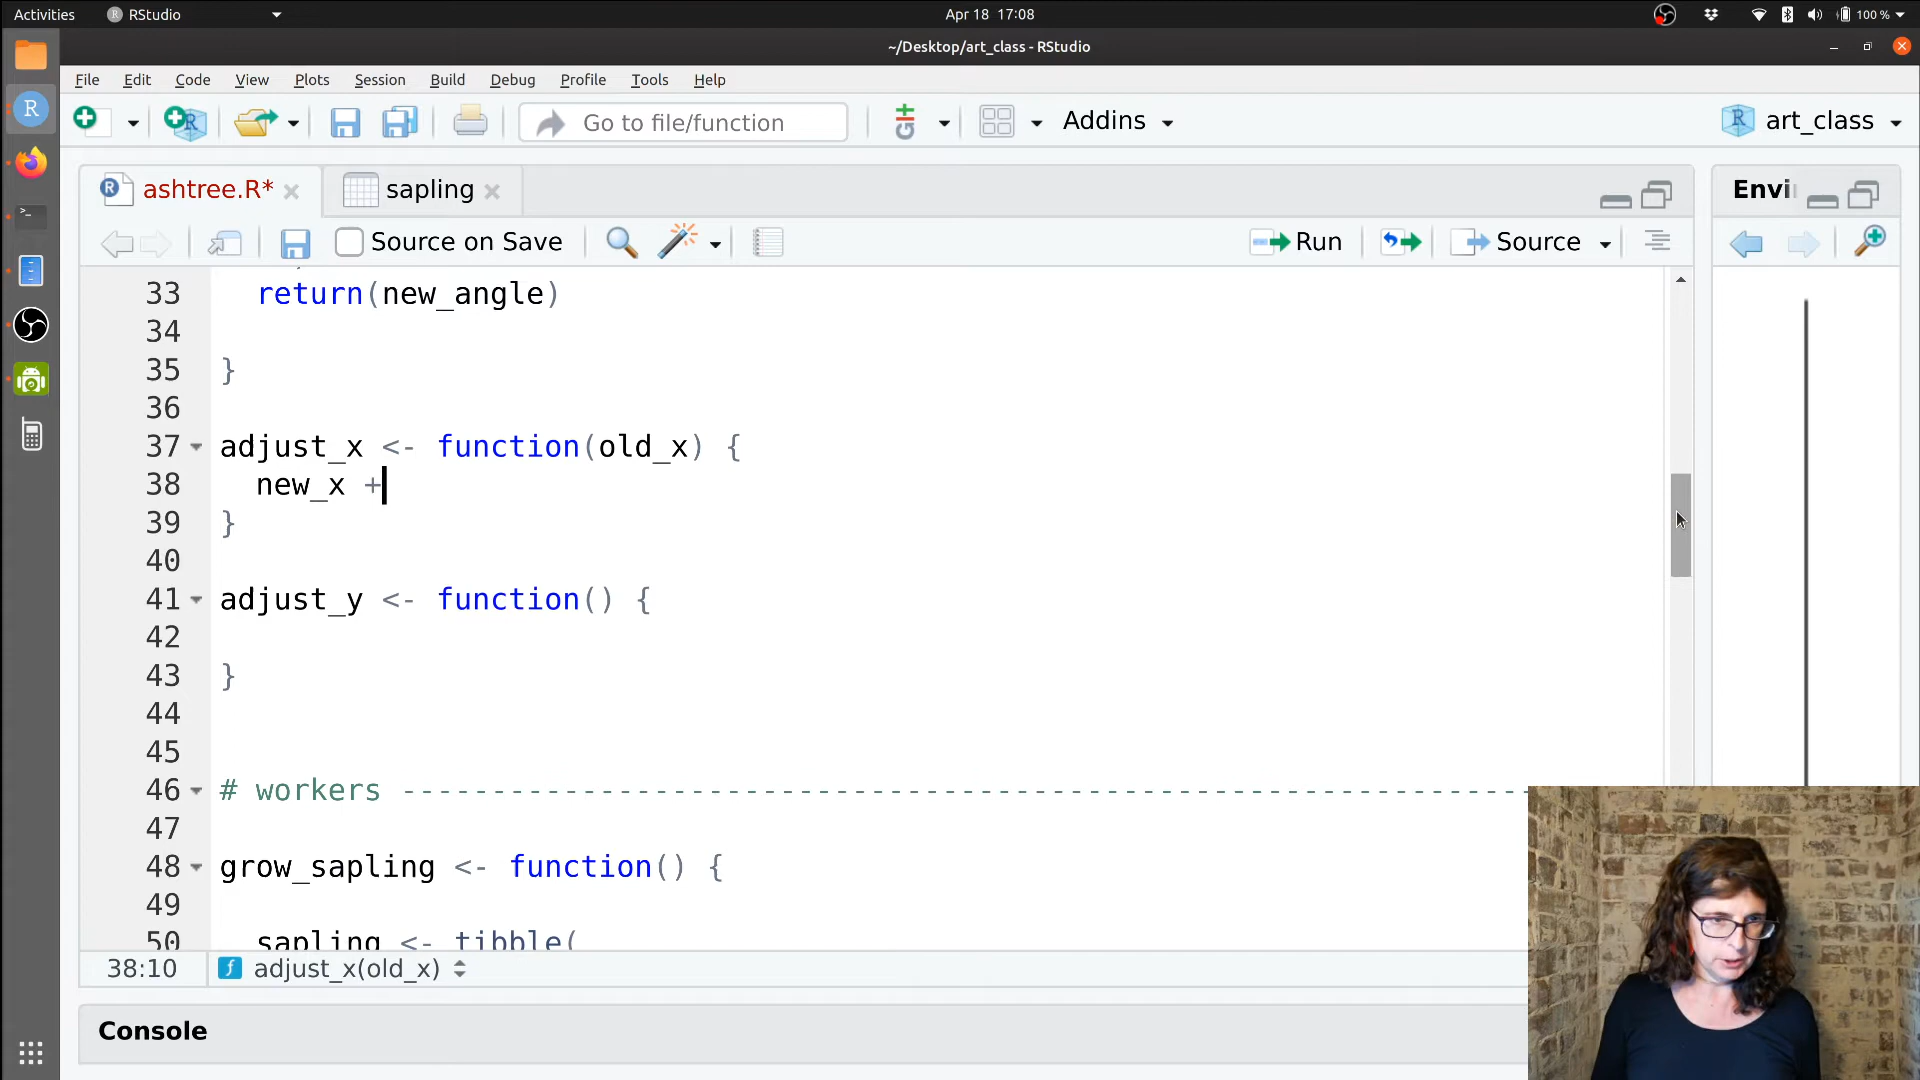 Activities RStudio Apr 18 17:08 100 %
~/Desktop/art_class - RStudio
File Edit Code View Plots Session Build Debug Profile Tools Help
Go to file/function Addins art_class
ashtree.R* sapling Envi
Source on Save Run Source
33 return(new_angle)
34
35 }
36
37 adjust_x <- function(old_x) {
38 new_x +
39 }
40
41 adjust_y <- function() {
42
43 }
44
45
46 # workers ----------------------------------------------------------------
47
48 grow_sapling <- function() {
49
50 sapling <- tibble(
38:10 adjust_x(old_x)
Console